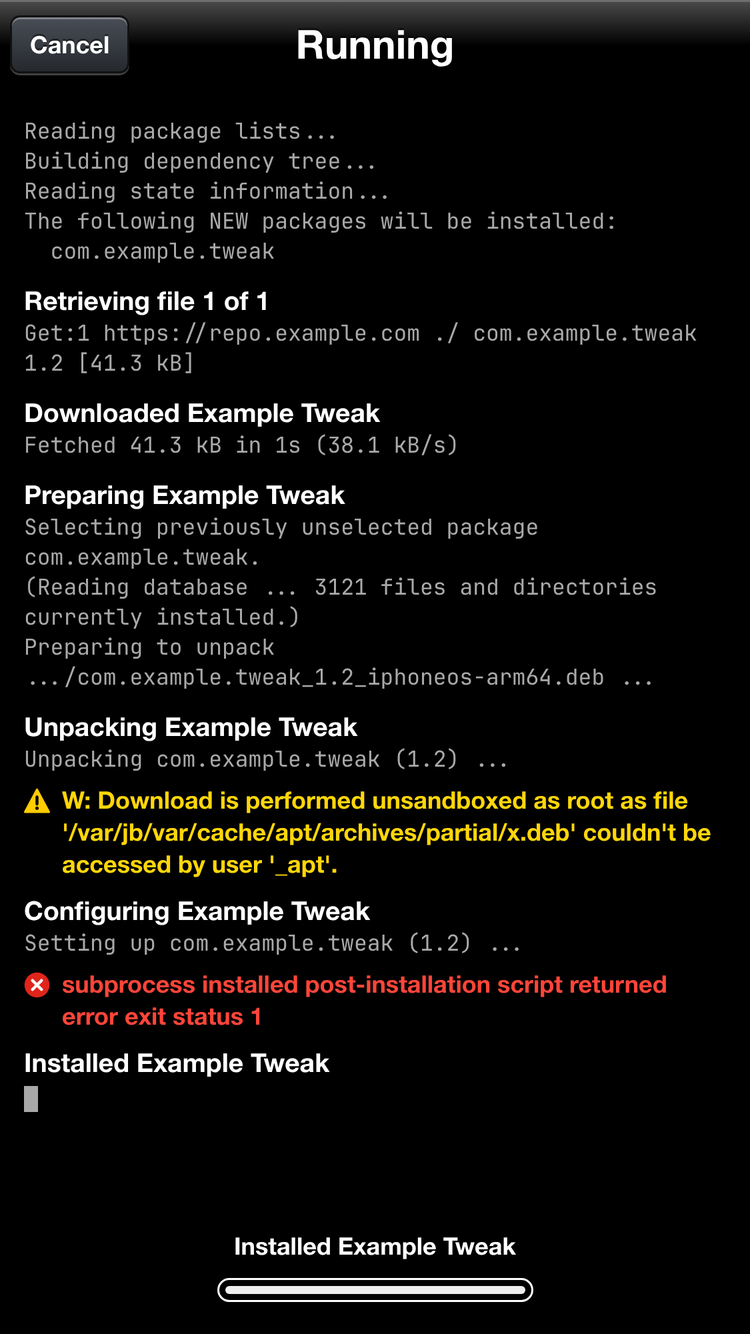 Cancel
Running
Reading package lists...
Building dependency tree...
Reading state information...
The following NEW packages will be installed:
  com.example.tweak
Retrieving file 1 of 1
Get:1 https://repo.example.com ./ com.example.tweak
1.2 [41.3 kB]
Downloaded Example Tweak
Fetched 41.3 kB in 1s (38.1 kB/s)
Preparing Example Tweak
Selecting previously unselected package
com.example.tweak.
(Reading database ... 3121 files and directories
currently installed.)
Preparing to unpack
.../com.example.tweak_1.2_iphoneos-arm64.deb ...
Unpacking Example Tweak
Unpacking com.example.tweak (1.2) ...
W: Download is performed unsandboxed as root as file
'/var/jb/var/cache/apt/archives/partial/x.deb' couldn't be
accessed by user '_apt'.
Configuring Example Tweak
Setting up com.example.tweak (1.2) ...
subprocess installed post-installation script returned
error exit status 1
Installed Example Tweak
Installed Example Tweak